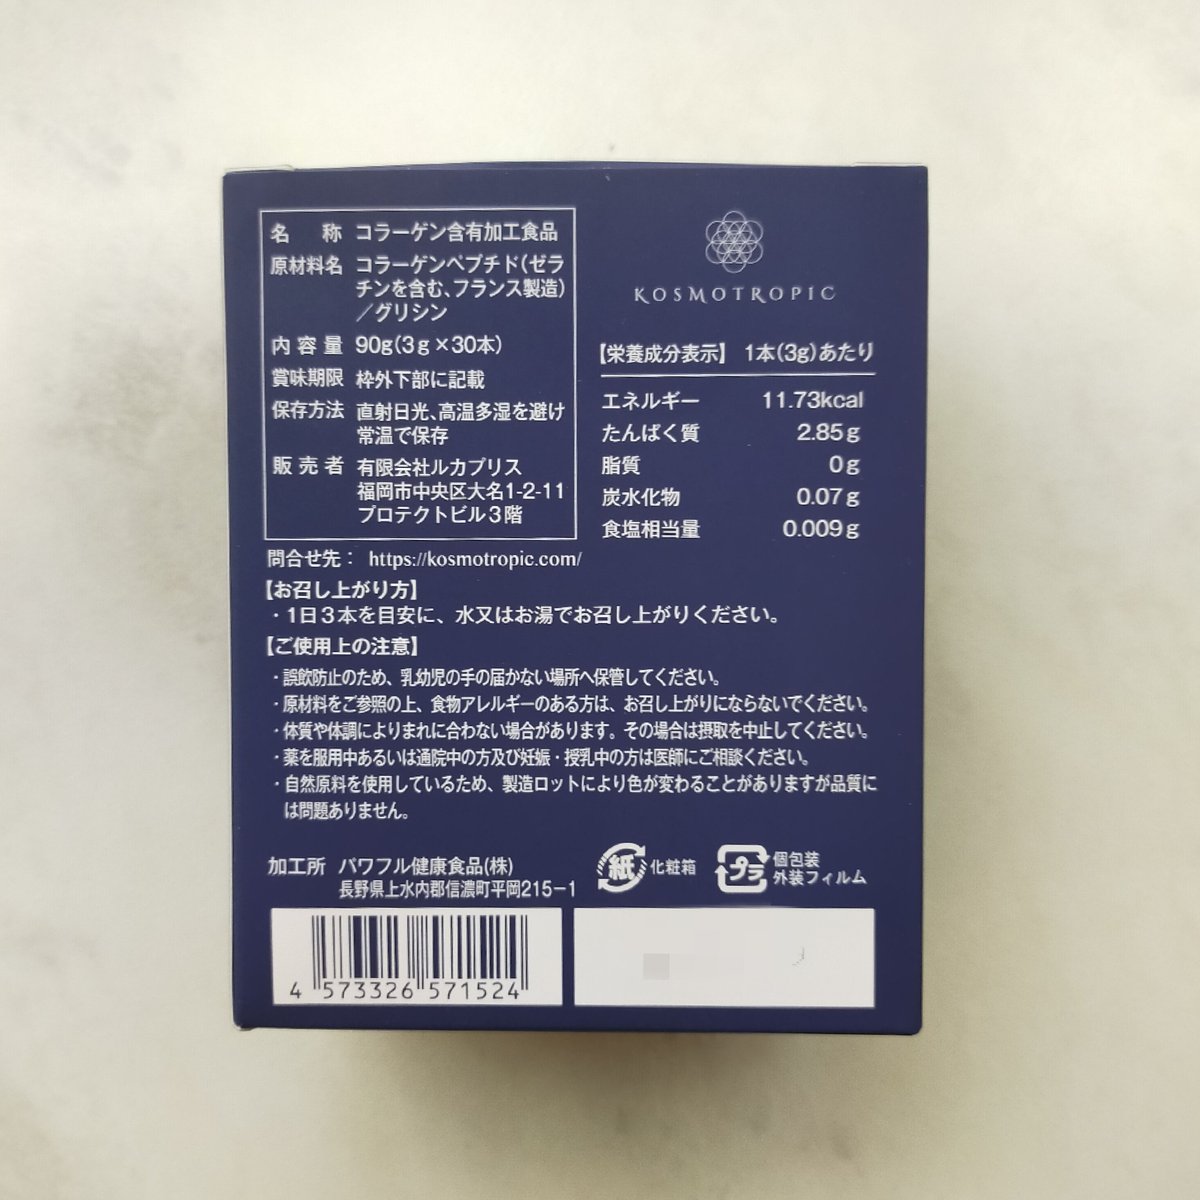 名 称 コラーゲン含有加工食品
原材料名 コラーゲンペプチド(ゼラ
チンを含む、フランス製造)
/グリシン
内容量 90g(3g×30本)
賞味期限 枠外下部に記載
保存方法 直射日光、高温多湿を避け
常温で保存
販売者 有限会社ルカプリス
福岡市中央区大名1-2-11
プロテクトビル3階
KOSMOTROPIC
【栄養成分表示】 1本(3g)あたり
エネルギー 11.73kcal
たんぱく質 2.85g
脂質 0g
炭水化物 0.07g
食塩相当量 0.009g
問合せ先: https://kosmotropic.com/
【お召し上がり方】
・1日3本を目安に、水又はお湯でお召し上がりください。
【ご使用上の注意】
・誤飲防止のため、乳幼児の手の届かない場所へ保管してください。
・原材料をご参照の上、食物アレルギーのある方は、お召し上がりにならないでください。
・体質や体調によりまれに合わない場合があります。その場合は摂取を中止してください。
・薬を服用中あるいは通院中の方及び妊娠・授乳中の方は医師にご相談ください。
・自然原料を使用しているため、製造ロットにより色が変わることがありますが品質に
は問題ありません。
加工所 パワフル健康食品(株)
長野県上水内郡信濃町平岡215-1
紙 化粧箱
プラ 個包装
外装フィルム
4 573326 571524